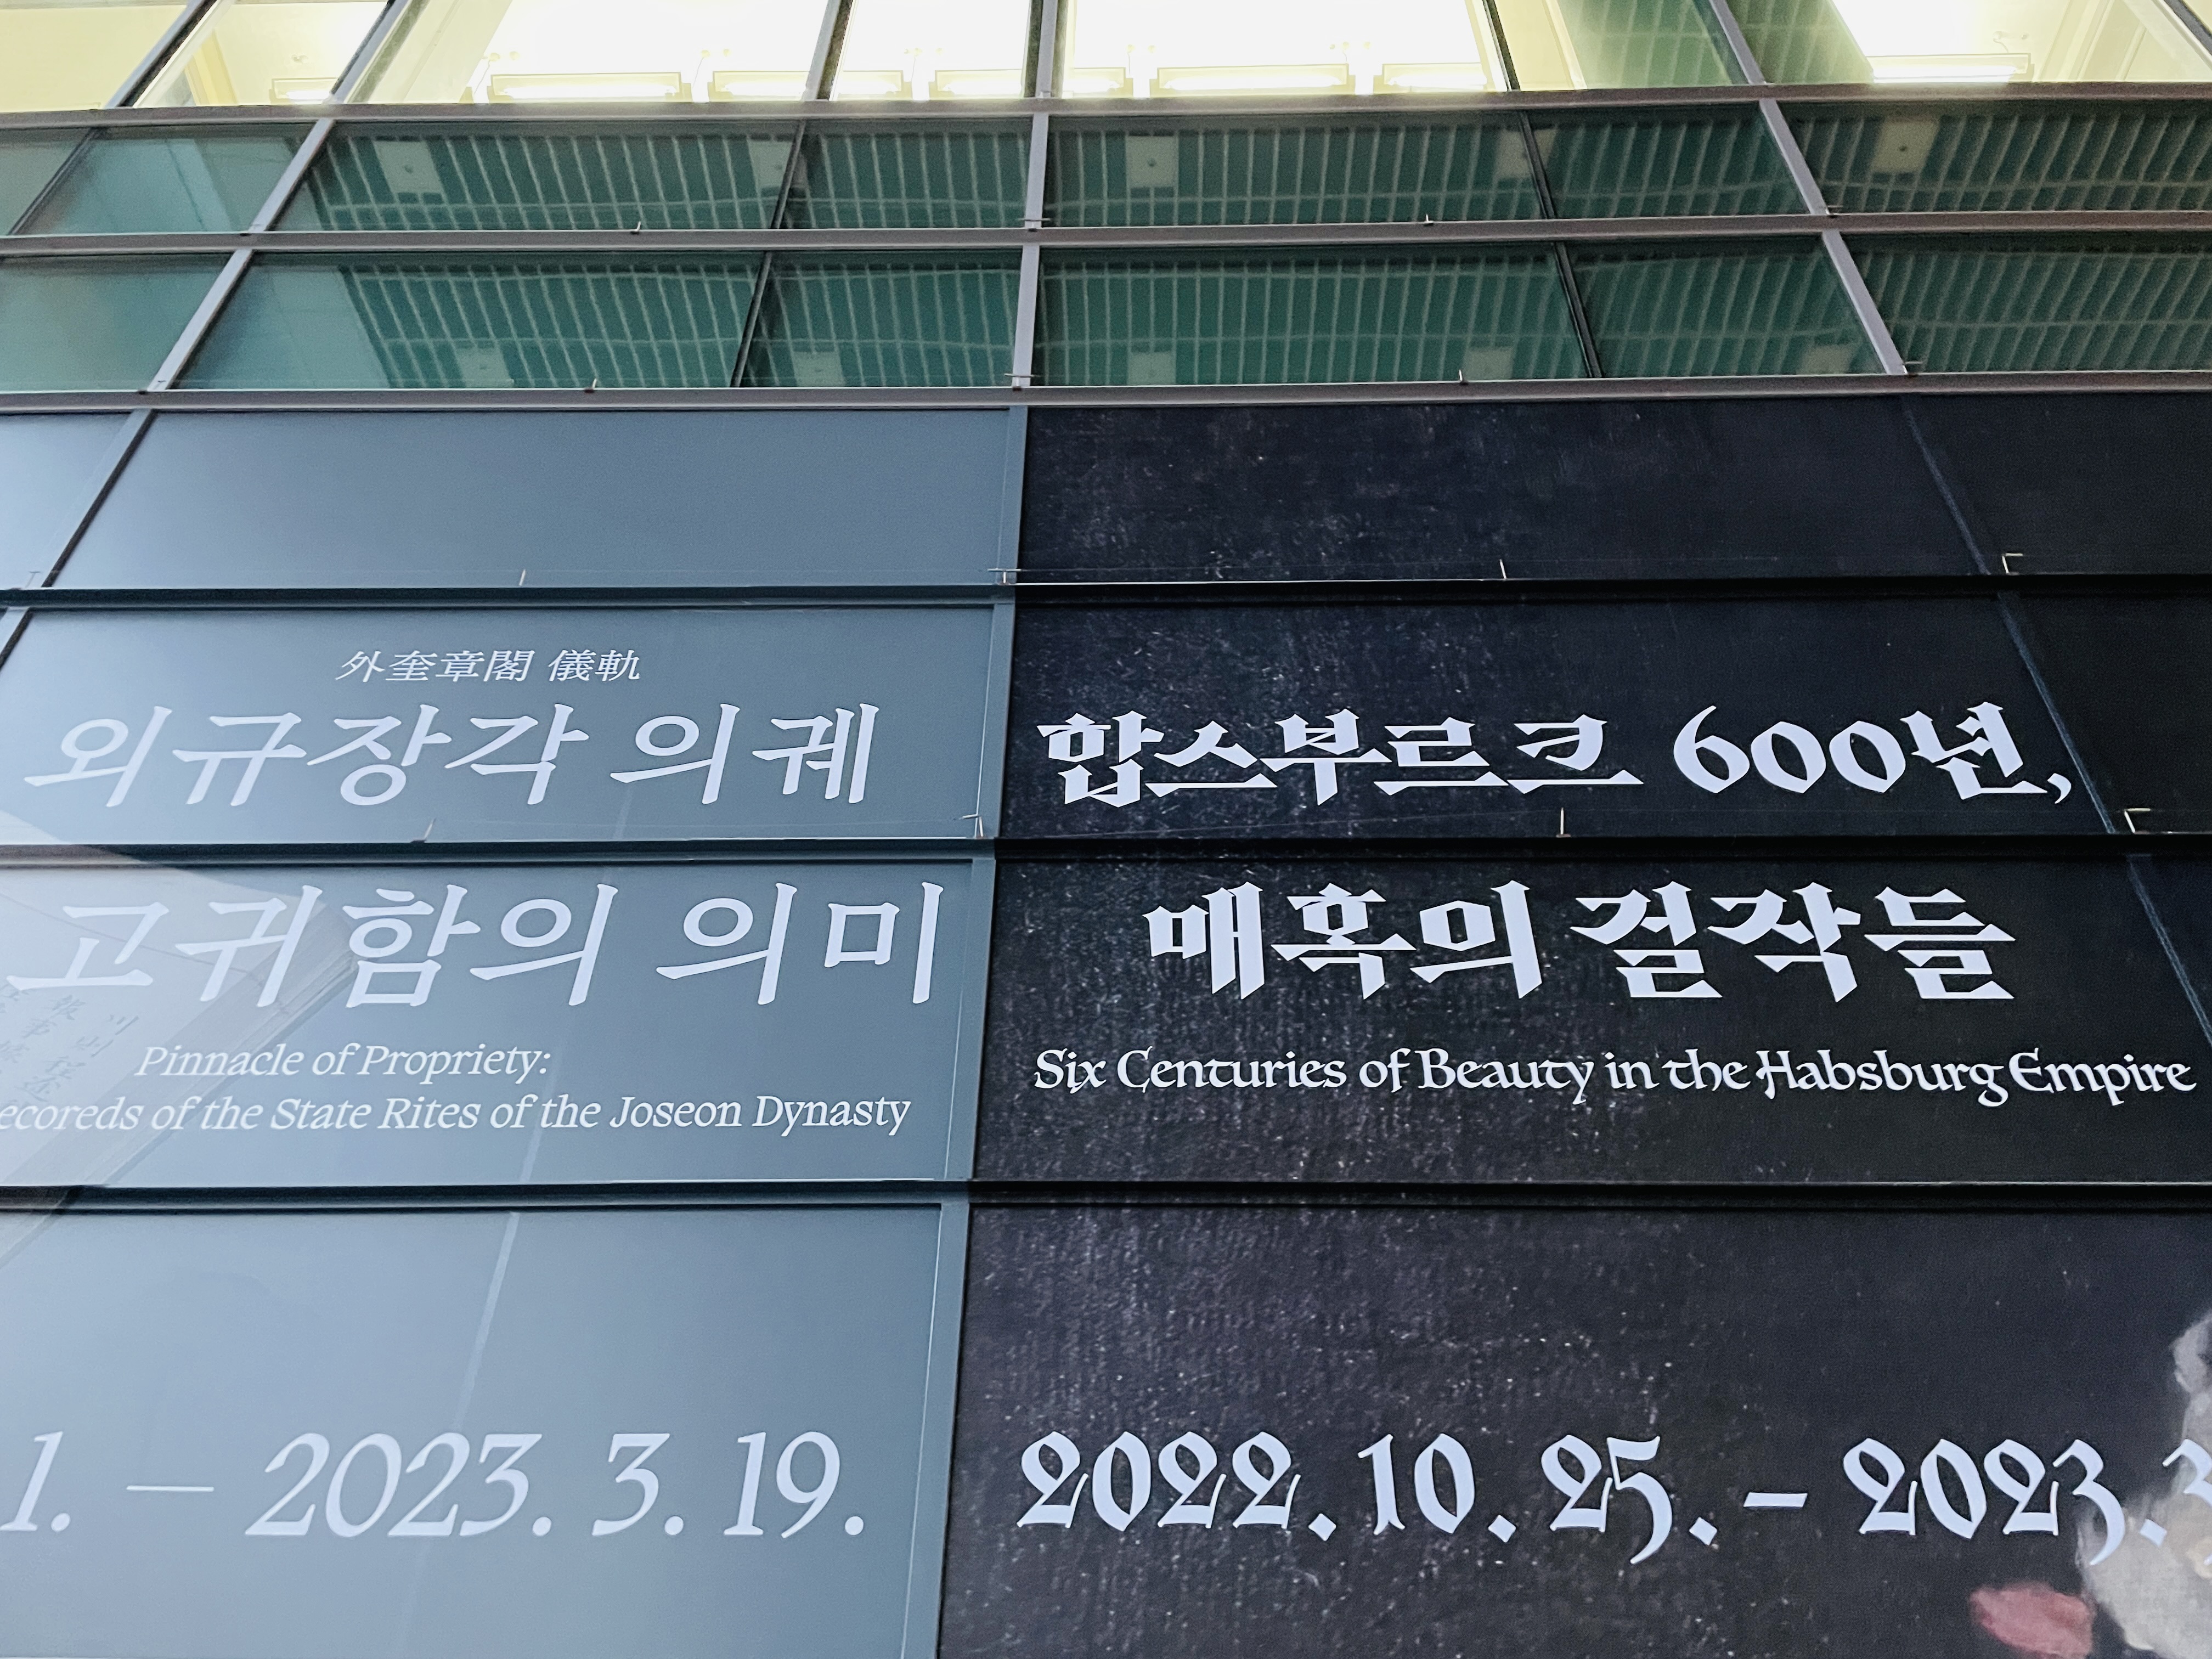 外奎章閣 儀軌
외규장각 의궤
고귀함의 의미
Pinnacle of Propriety:
ecoreds of the State Rites of the Joseon Dynasty
1. — 2023. 3. 19.
합스부르크 600년,
매혹의 걸작들
Six Centuries of Beauty in the Habsburg Empire
2022. 10. 25. – 2023.